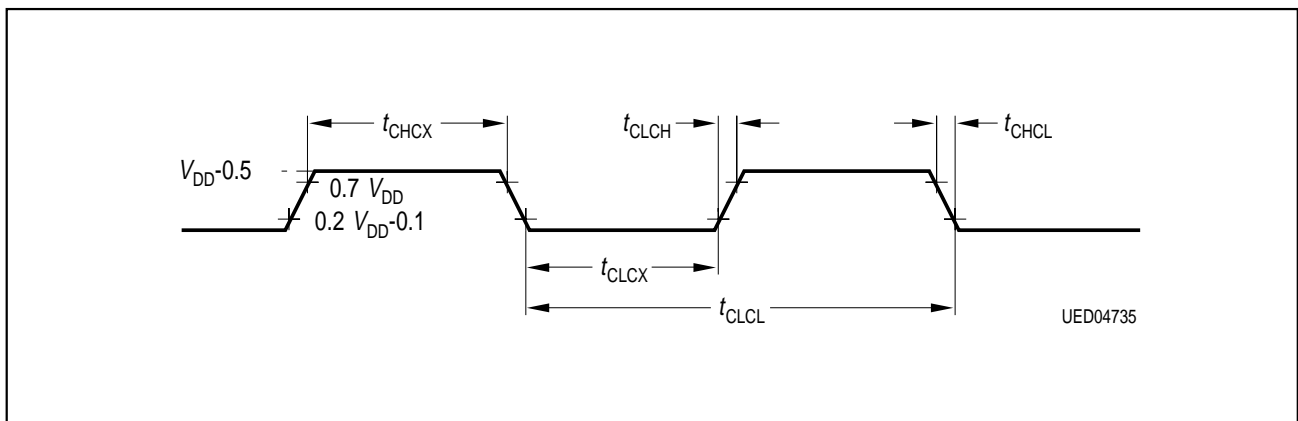 tCHCX
tCLCH
tCHCL
VDD-0.5
0.7 VDD
0.2 VDD-0.1
tCLCX
tCLCL
UED04735